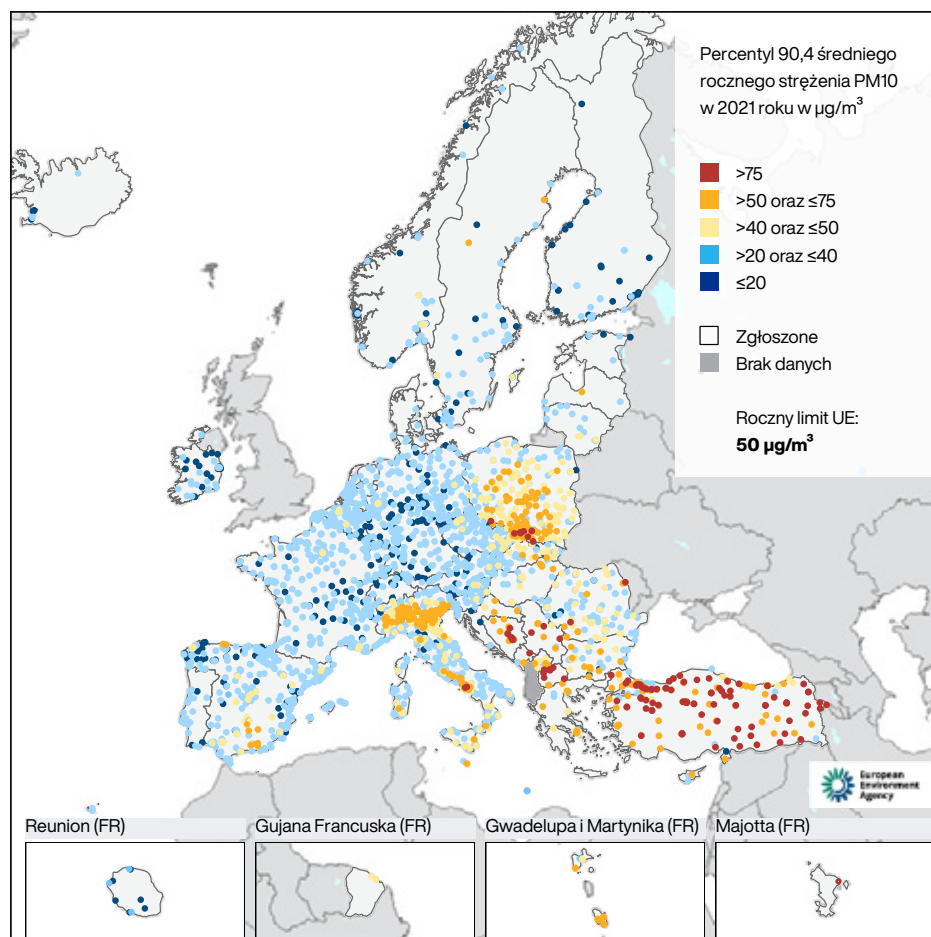 Percentyl 90,4 średniego
rocznego strężenia PM10
w 2021 roku w µg/m³
>75
>50 oraz ≤75
>40 oraz ≤50
>20 oraz ≤40
≤20
Zgłoszone
Brak danych
Roczny limit UE:
50 µg/m³
European
Environment
Agency
Reunion (FR)
Gujana Francuska (FR)
Gwadelupa i Martynika (FR)
Majotta (FR)